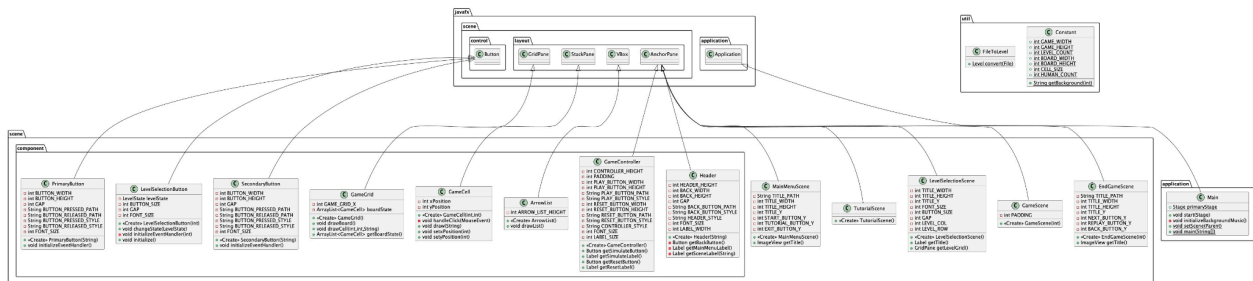 javafx
scene
control
Button
layout
GridPane
StackPane
VBox
AnchorPane
application
Application
util
FileToLevel
Level convert(File)
Constant
int GAME_WIDTH
int GAME_HEIGHT
int LEVEL_COUNT
int BOARD_WIDTH
int BOARD_HEIGHT
int CELL_SIZE
int HUMAN_COUNT
String getBackground(int)
scene
component
PrimaryButton
int BUTTON_WIDTH
int BUTTON_HEIGHT
int GAP
String BUTTON_PRESSED_PATH
String BUTTON_RELEASED_PATH
String BUTTON_PRESSED_STYLE
String BUTTON_RELEASED_STYLE
int FONT_SIZE
«Create» PrimaryButton(String)
void initializeEventHandler()
LevelSelectionButton
LevelState levelState
int BUTTON_SIZE
int GAP
int FONT_SIZE
«Create» LevelSelectionButton(int)
void changeState(LevelState)
void initializeEventHandler(int)
void initialize()
SecondaryButton
int BUTTON_WIDTH
int BUTTON_HEIGHT
int GAP
String BUTTON_PRESSED_PATH
String BUTTON_RELEASED_PATH
String BUTTON_PRESSED_STYLE
String BUTTON_RELEASED_STYLE
int FONT_SIZE
«Create» SecondaryButton(String)
void initializeEventHandler()
GameGrid
int GAME_GRID_X
ArrayList<GameCell> boardState
«Create» GameGrid()
void drawBoard()
void drawCell(int,int,String)
ArrayList<GameCell> getBoardState()
GameCell
int xPosition
int yPosition
«Create» GameCell(int,int)
void handleClick(MouseEvent)
void draw(String)
void setxPosition(int)
void setyPosition(int)
ArrowList
int ARROW_LIST_HEIGHT
«Create» ArrowList()
void drawList()
GameController
int CONTROLLER_HEIGHT
int PADDING
int PLAY_BUTTON_WIDTH
int PLAY_BUTTON_HEIGHT
String PLAY_BUTTON_PATH
String PLAY_BUTTON_STYLE
int RESET_BUTTON_WIDTH
int RESET_BUTTON_HEIGHT
String RESET_BUTTON_PATH
String RESET_BUTTON_STYLE
String CONTROLLER_STYLE
int FONT_SIZE
int LABEL_SIZE
«Create» GameController()
Button getSimulateButton()
Label getSimulateLabel()
Button getResetButton()
Label getResetLabel()
Header
int HEADER_HEIGHT
int BACK_WIDTH
int BACK_HEIGHT
String BACK_BUTTON_PATH
String BACK_BUTTON_STYLE
String HEADER_STYLE
int FONT_SIZE
int LABEL_WIDTH
«Create» Header(String)
Button getBackButton()
Label getMainMenuLabel()
Label getSceneLabel(String)
MainMenuScene
String TITLE_PATH
int TITLE_WIDTH
int TITLE_HEIGHT
int TITLE_Y
int START_BUTTON_Y
int TUTORIAL_BUTTON_Y
int EXIT_BUTTON_Y
«Create» MainMenuScene()
ImageView getTitle()
TutorialScene
«Create» TutorialScene()
LevelSelectionScene
int TITLE_WIDTH
int TITLE_Y
int FONT_SIZE
int BUTTON_SIZE
int GAP
int LEVEL_COL
int LEVEL_ROW
«Create» LevelSelectionScene()
Label getTitle()
GridPane getLevelGrid()
GameScene
int PADDING
«Create» GameScene(int)
EndGameScene
String TITLE_PATH
int TITLE_WIDTH
int TITLE_HEIGHT
int TITLE_Y
int NEXT_BUTTON_Y
int RETRY_BUTTON_Y
int BACK_BUTTON_Y
«Create» EndGameScene(int)
ImageView getTitle()
application
Main
Stage primaryStage
void start(Stage)
void initializeBackgroundMusic()
void setScene(Parent)
void main(String[])